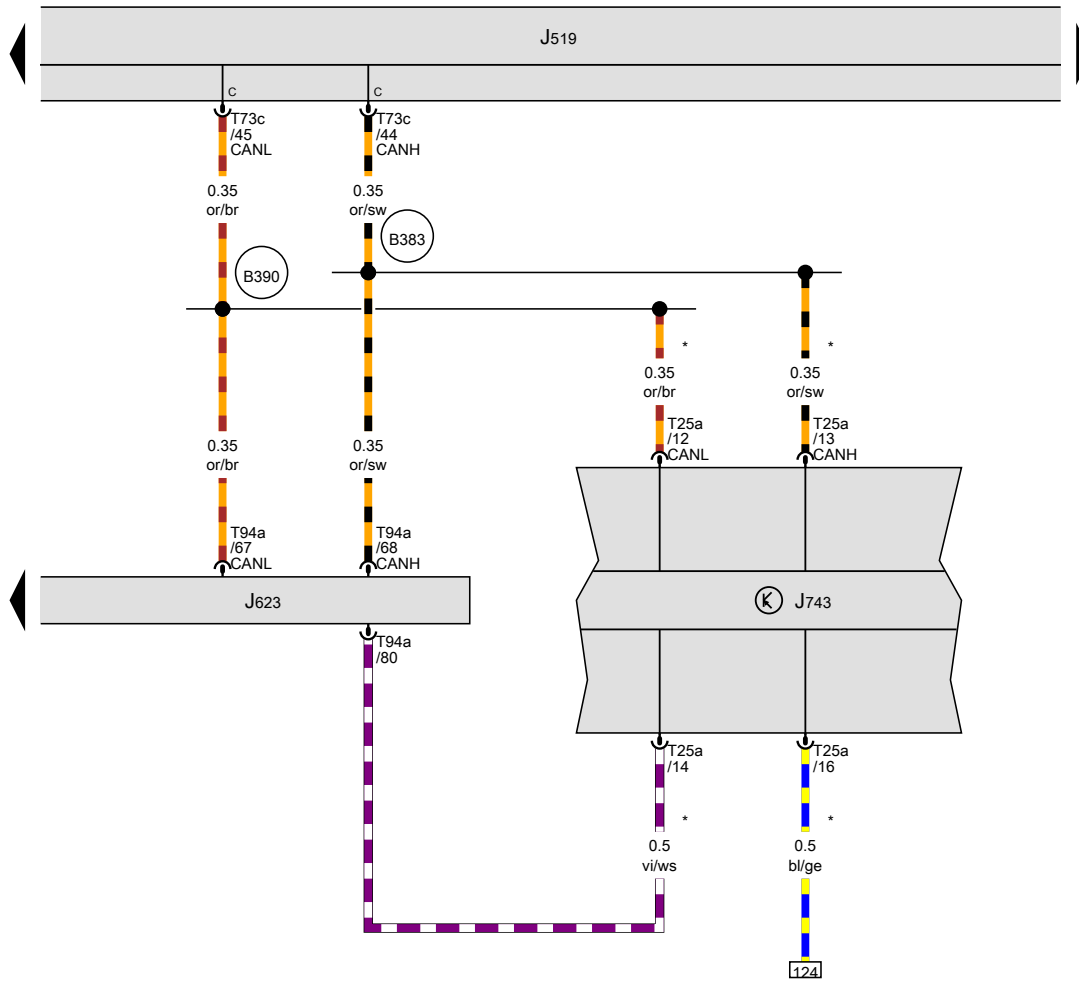 J519
C
C
T73c
/45
CANL
T73c
/44
CANH
0.35
or/br
0.35
or/sw
B383
B390
*
*
0.35
or/br
0.35
or/sw
T25a
/12
CANL
T25a
/13
CANH
0.35
or/br
0.35
or/sw
T94a
/67
CANL
T94a
/68
CANH
J623
J743
T94a
/80
T25a
/14
T25a
/16
*
*
0.5
vi/ws
0.5
bl/ge
124